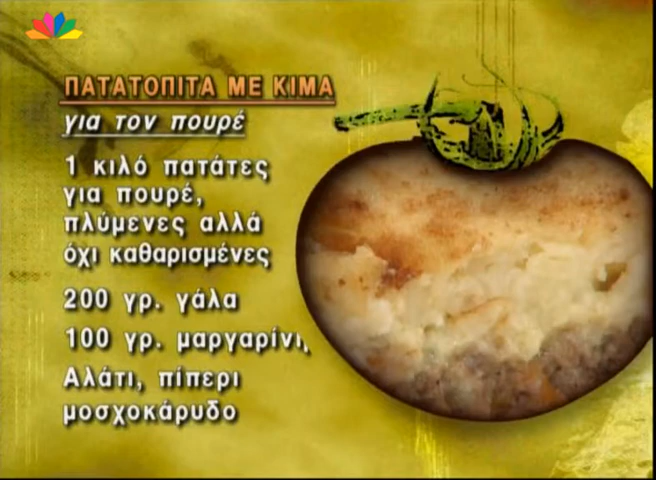 ΠΑΤΑΤΟΠΙΤΑ ΜΕ ΚΙΜΑ
για τον πουρέ
1 κιλό πατάτες
για πουρέ,
πλύμενες αλλά
όχι καθαρισμένες
200 γρ. γάλα
100 γρ. μαργαρίνι,
Αλάτι, πίπερι
μοσχοκάρυδο